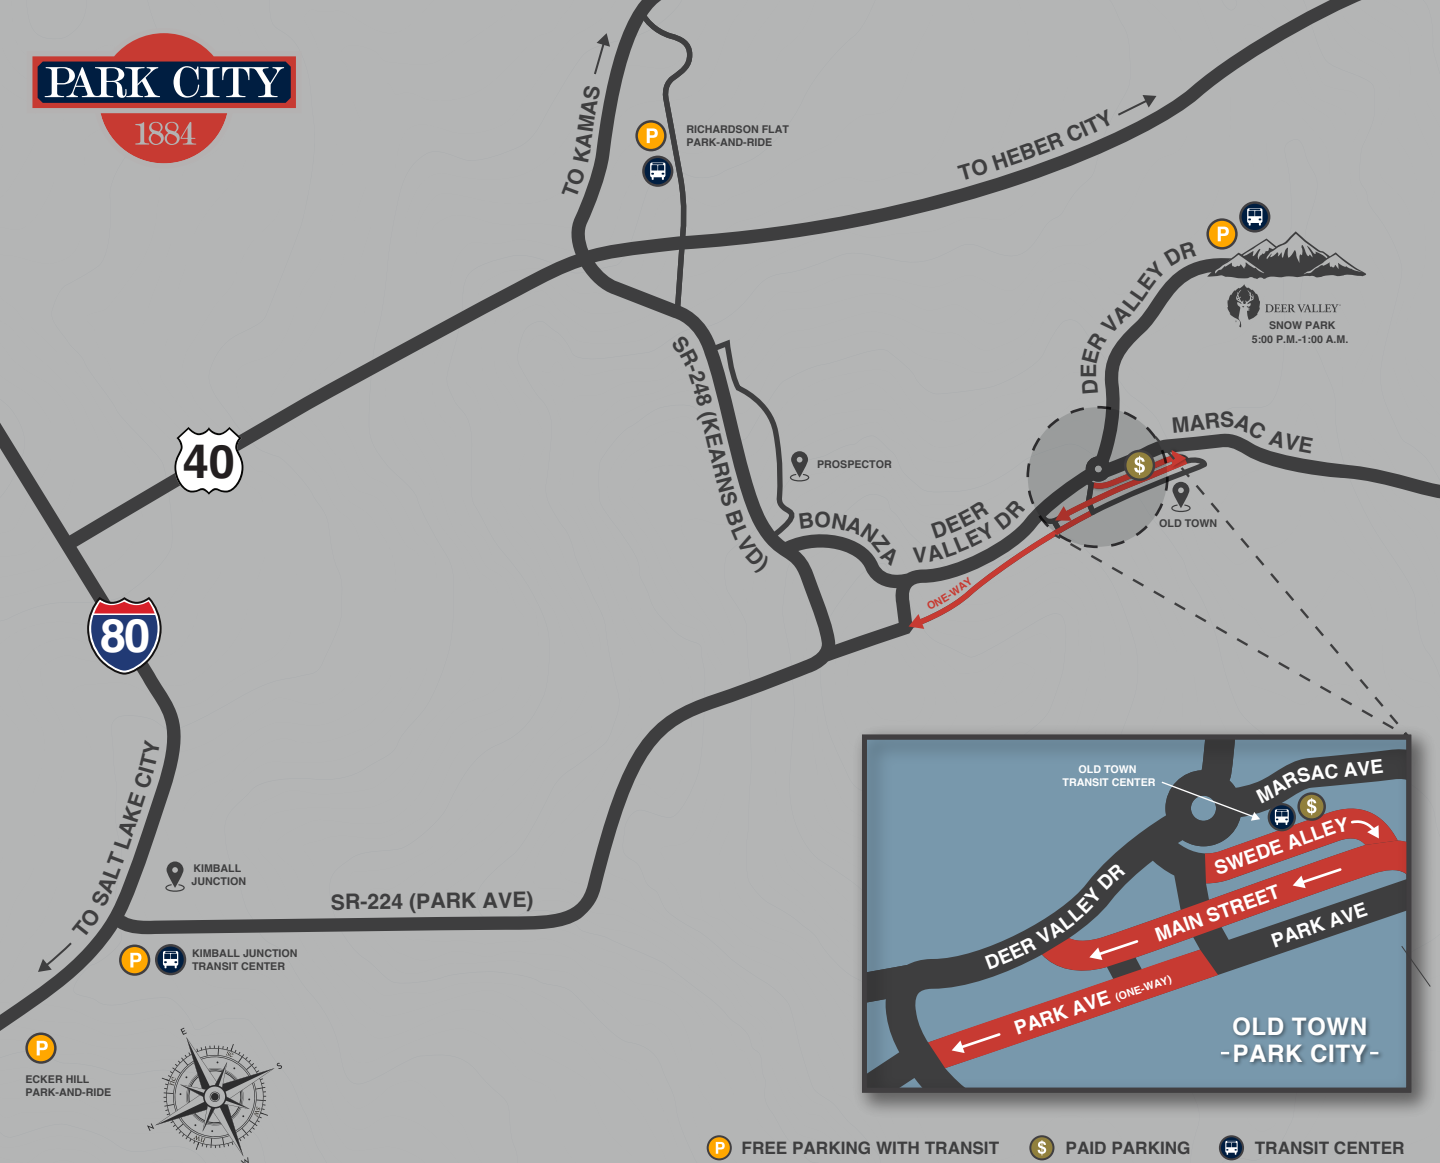 PARK CITY
1884
TO KAMAS
P
RICHARDSON FLAT
PARK-AND-RIDE
TO HEBER CITY
P
DEER VALLEY DR
DEER VALLEY
SNOW PARK
5:00 P.M.-1:00 A.M.
SR-248 (KEARNS BLVD)
MARSAC AVE
40
PROSPECTOR
$
OLD TOWN
BONANZA
DEER
VALLEY DR
ONE-WAY
80
TO SALT LAKE CITY
KIMBALL
JUNCTION
SR-224 (PARK AVE)
P
KIMBALL JUNCTION
TRANSIT CENTER
P
ECKER HILL
PARK-AND-RIDE
E
S
N
W
OLD TOWN
TRANSIT CENTER
MARSAC AVE
$
SWEDE ALLEY
DEER VALLEY DR
MAIN STREET
PARK AVE
PARK AVE (ONE-WAY)
OLD TOWN
-PARK CITY-
P FREE PARKING WITH TRANSIT
$ PAID PARKING
TRANSIT CENTER